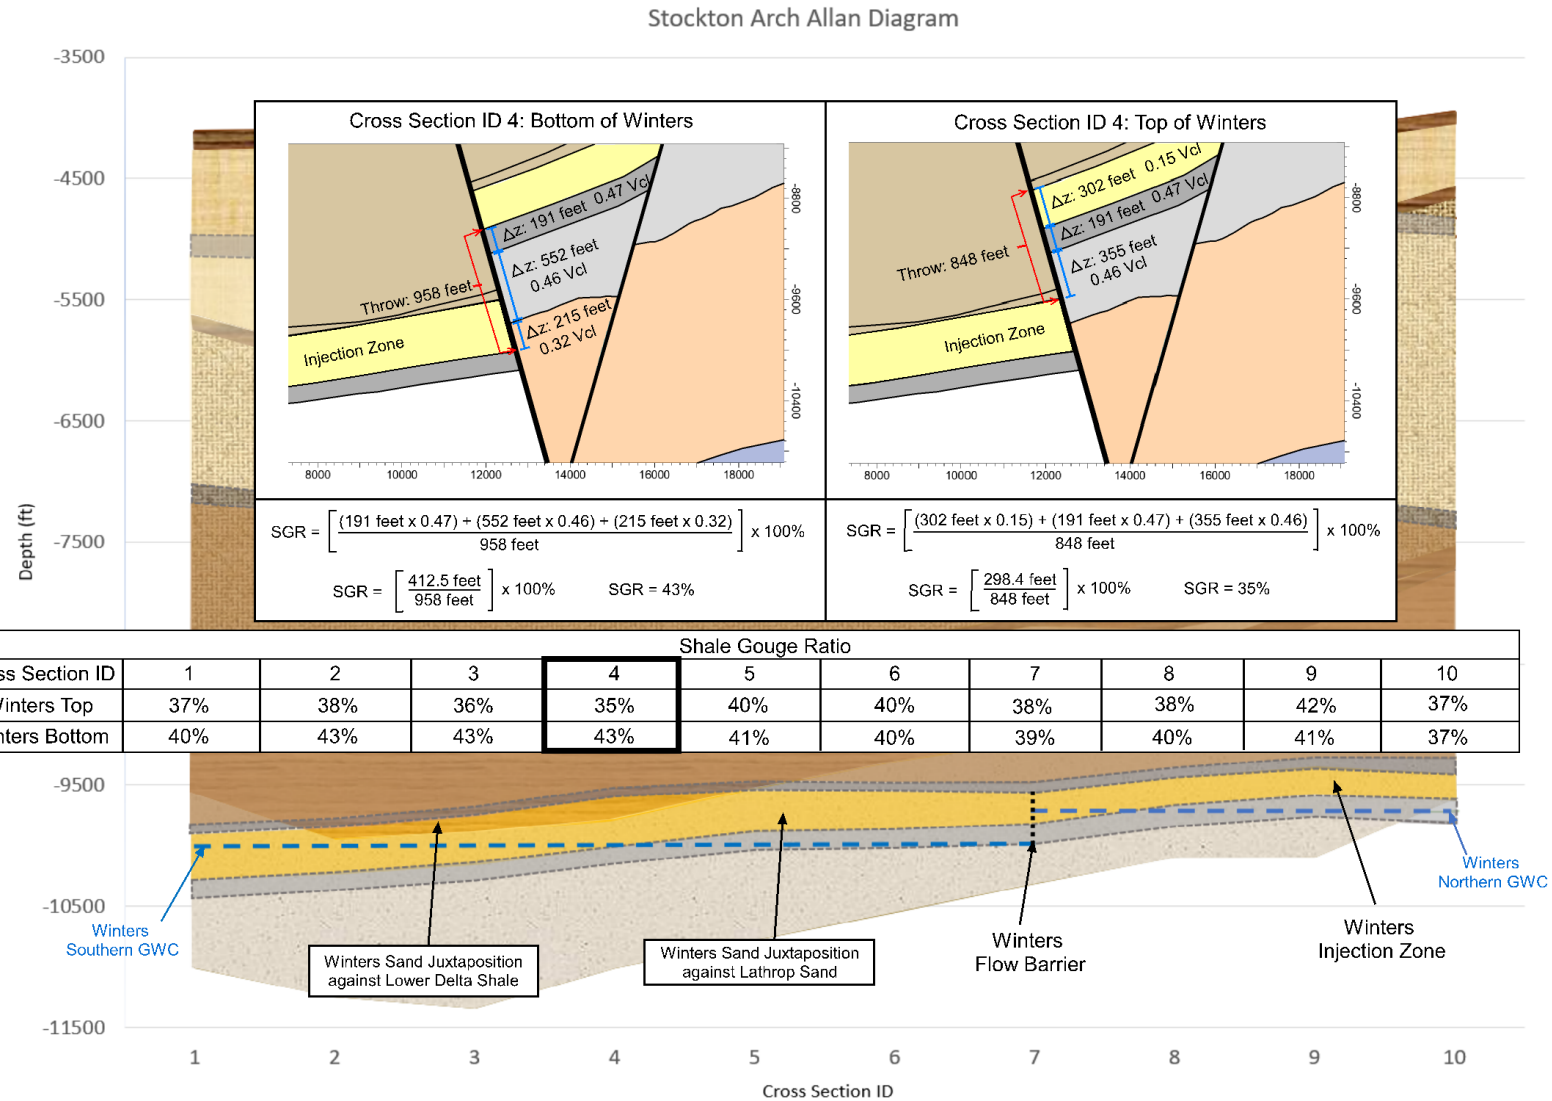 Stockton Arch Allan Diagram
Depth (ft)
-3500
-4500
-5500
-6500
-7500
-9500
-10500
-11500
Cross Section ID 4: Bottom of Winters
Δz: 191 feet 0.47 Vcl
Δz: 552 feet
0.46 Vcl
Δz: 215 feet
0.32 Vcl
Throw: 958 feet
Injection Zone
-8800
-9600
-10400
8000 10000 12000 14000 16000 18000
SGR = [ (191 feet x 0.47) + (552 feet x 0.46) + (215 feet x 0.32)
958 feet ] x 100%
SGR = [ 412.5 feet
958 feet ] x 100% SGR = 43%
Cross Section ID 4: Top of Winters
Δz: 302 feet 0.15 Vcl
Δz: 191 feet 0.47 Vcl
Δz: 355 feet
0.46 Vcl
Throw: 848 feet
Injection Zone
-8800
-9600
-10400
8000 10000 12000 14000 16000 18000
SGR = [ (302 feet x 0.15) + (191 feet x 0.47) + (355 feet x 0.46)
848 feet ] x 100%
SGR = [ 298.4 feet
848 feet ] x 100% SGR = 35%
Shale Gouge Ratio
ss Section ID 1 2 3 4 5 6 7 8 9 10
Winters Top 37% 38% 36% 35% 40% 40% 38% 38% 42% 37%
nters Bottom 40% 43% 43% 43% 41% 40% 39% 40% 41% 37%
Winters
Southern GWC
Winters Sand Juxtaposition
against Lower Delta Shale
Winters Sand Juxtaposition
against Lathrop Sand
Winters
Flow Barrier
Winters
Injection Zone
Winters
Northern GWC
1 2 3 4 5 6 7 8 9 10
Cross Section ID